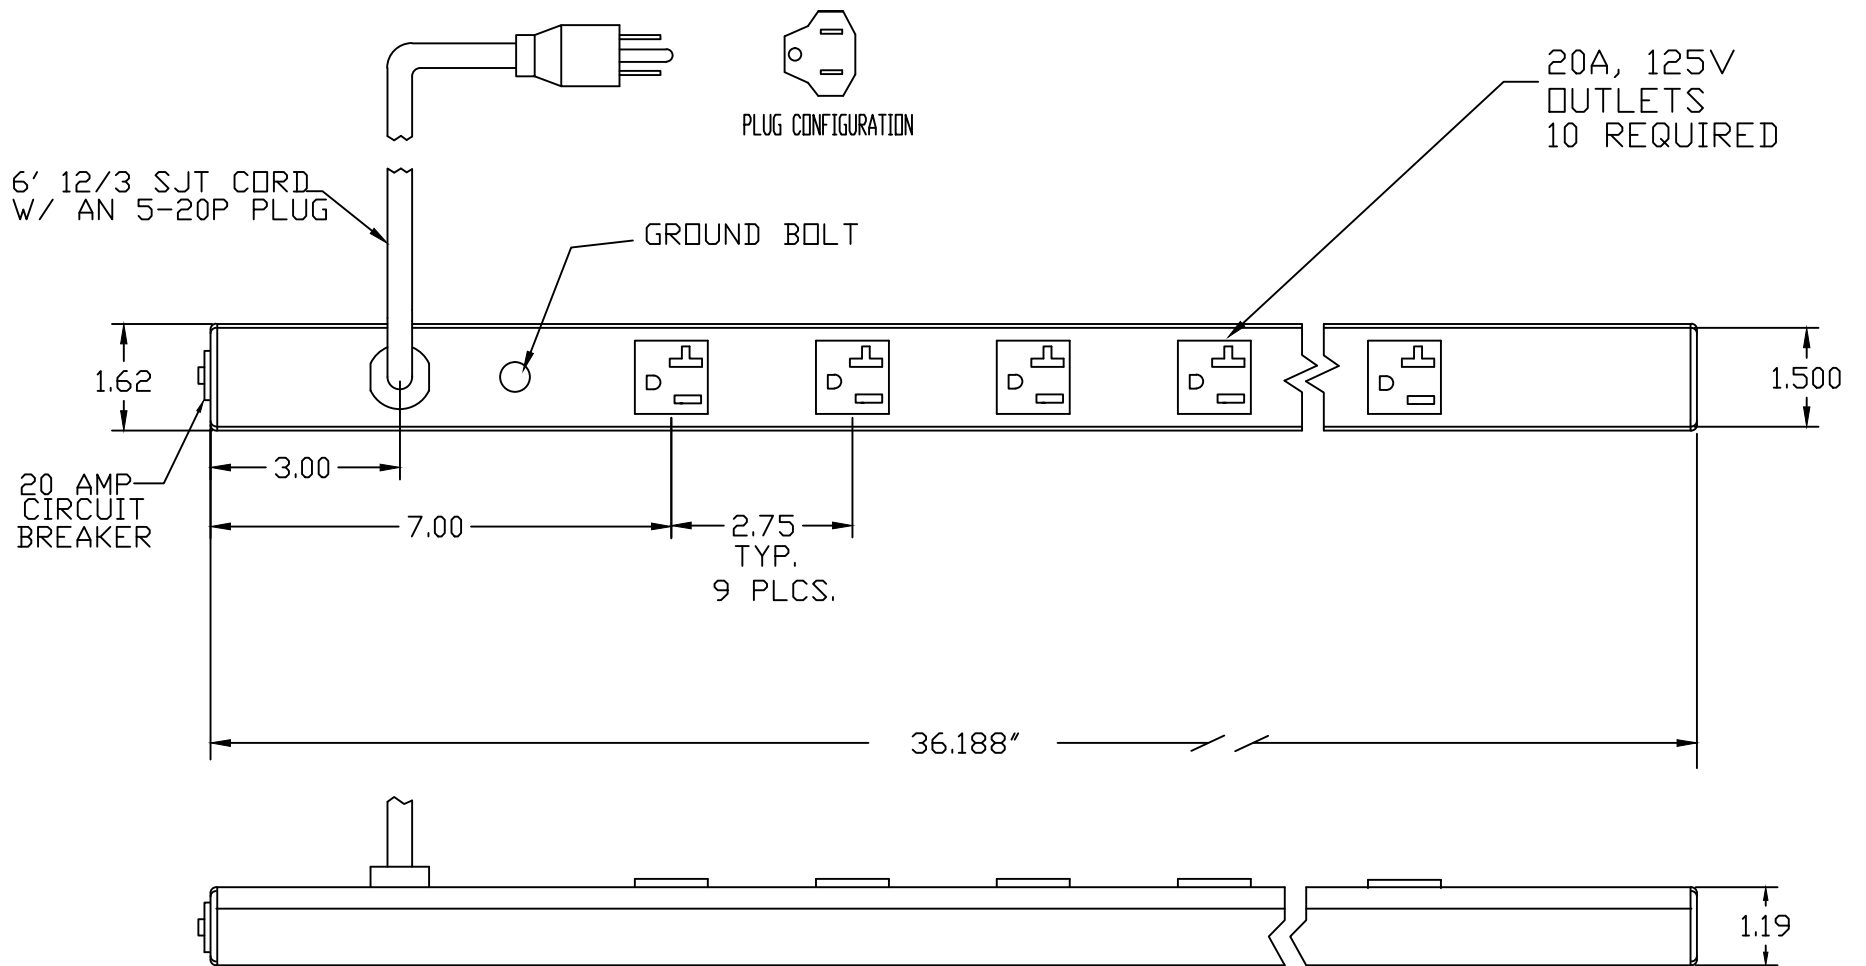 PLUG CONFIGURATION
20A, 125V
OUTLETS
10 REQUIRED
6' 12/3 SJT CORD
W/ AN 5-20P PLUG
GROUND BOLT
1.62
1.500
3.00
20 AMP
CIRCUIT
BREAKER
7.00
2.75
TYP.
9 PLCS.
36.188"
1.19